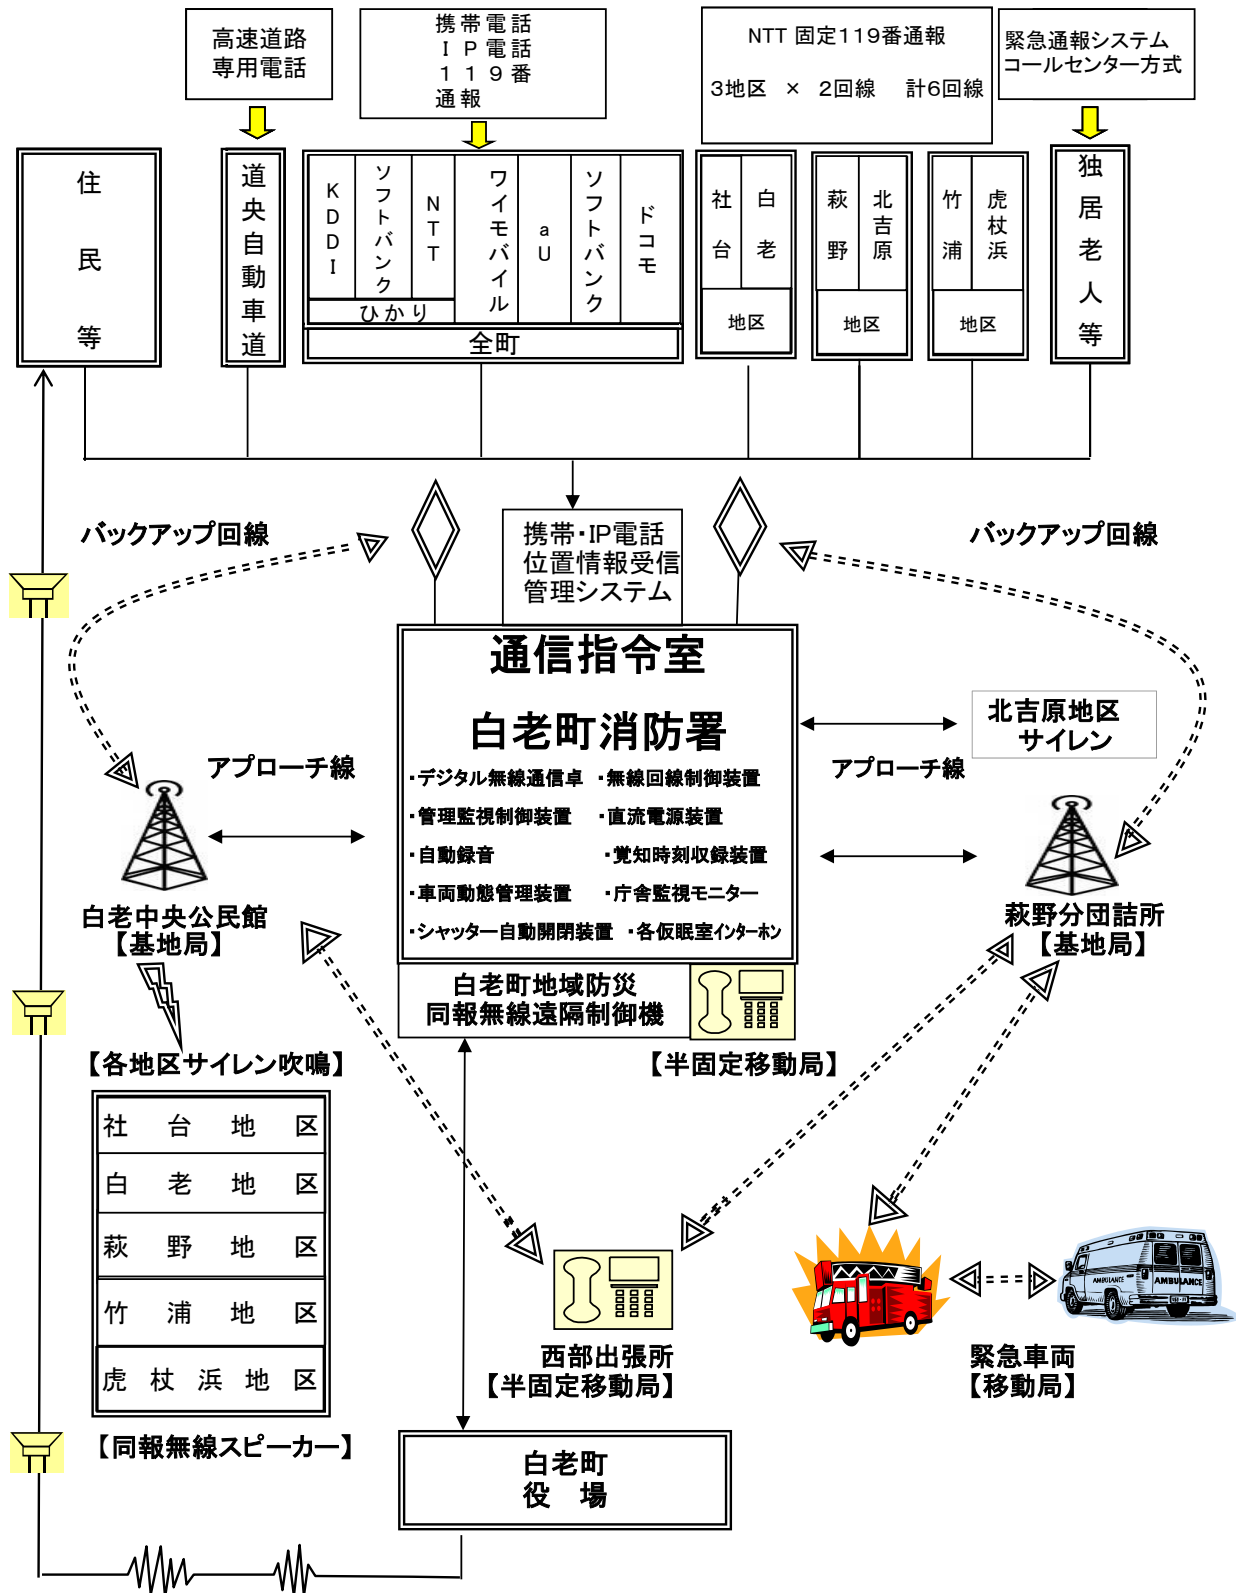 高速道路
専用電話
携帯電話
ＩＰ電話
１１９番
通報
NTT 固定119番通報
3地区 × 2回線 計6回線
緊急通報システム
コールセンター方式
住民等
道央自動車道
KDDI
ソフトバンク
NTT
ひかり
ワイモバイル
aU
ソフトバンク
ドコモ
全町
社台
白老
地区
萩野
北吉原
地区
竹浦
虎杖浜
地区
独居老人等
バックアップ回線
バックアップ回線
携帯・IP電話
位置情報受信
管理システム
通信指令室
白老町消防署
・デジタル無線通信卓 ・無線回線制御装置
・管理監視制御装置 ・直流電源装置
・自動録音 ・覚知時刻収録装置
・車両動態管理装置 ・庁舎監視モニター
・シャッター自動開閉装置 ・各仮眠室インターホン
北吉原地区
サイレン
アプローチ線
アプローチ線
白老中央公民館
【基地局】
萩野分団詰所
【基地局】
白老町地域防災
同報無線遠隔制御機
【半固定移動局】
【各地区サイレン吹鳴】
社台地区
白老地区
萩野地区
竹浦地区
虎杖浜地区
【同報無線スピーカー】
西部出張所
【半固定移動局】
AMBULANCE
AMBULANCE
緊急車両
【移動局】
白老町
役 場